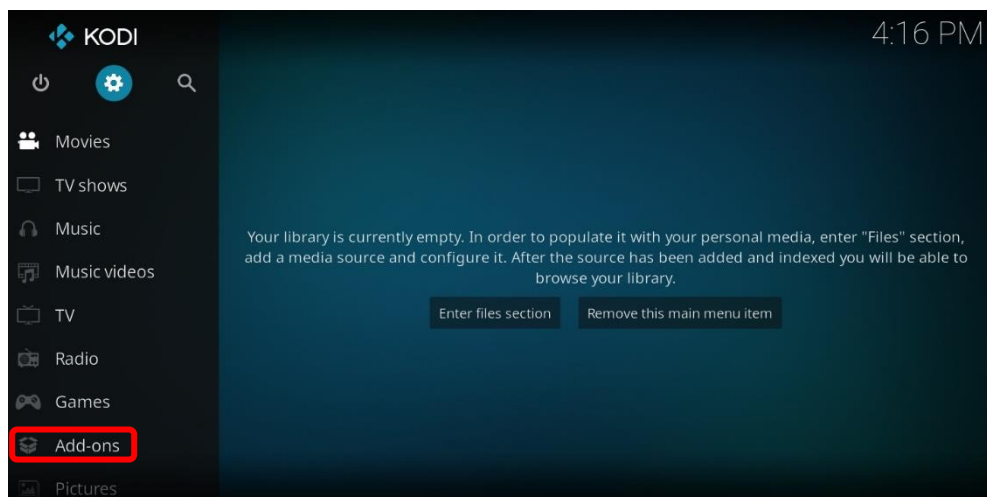 KODI
4:16 PM
Movies
TV shows
Music
Music videos
TV
Radio
Games
Add-ons
Pictures
Your library is currently empty. In order to populate it with your personal media, enter "Files" section,
add a media source and configure it. After the source has been added and indexed you will be able to
browse your library.
Enter files section
Remove this main menu item